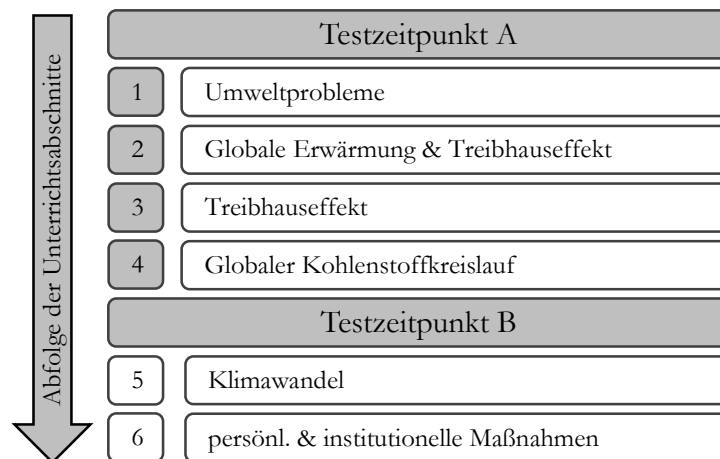 Abfolge der Unterrichtsabschnitte
Testzeitpunkt A
1 Umweltprobleme
2 Globale Erwärmung & Treibhauseffekt
3 Treibhauseffekt
4 Globaler Kohlenstoffkreislauf
Testzeitpunkt B
5 Klimawandel
6 persönl. & institutionelle Maßnahmen